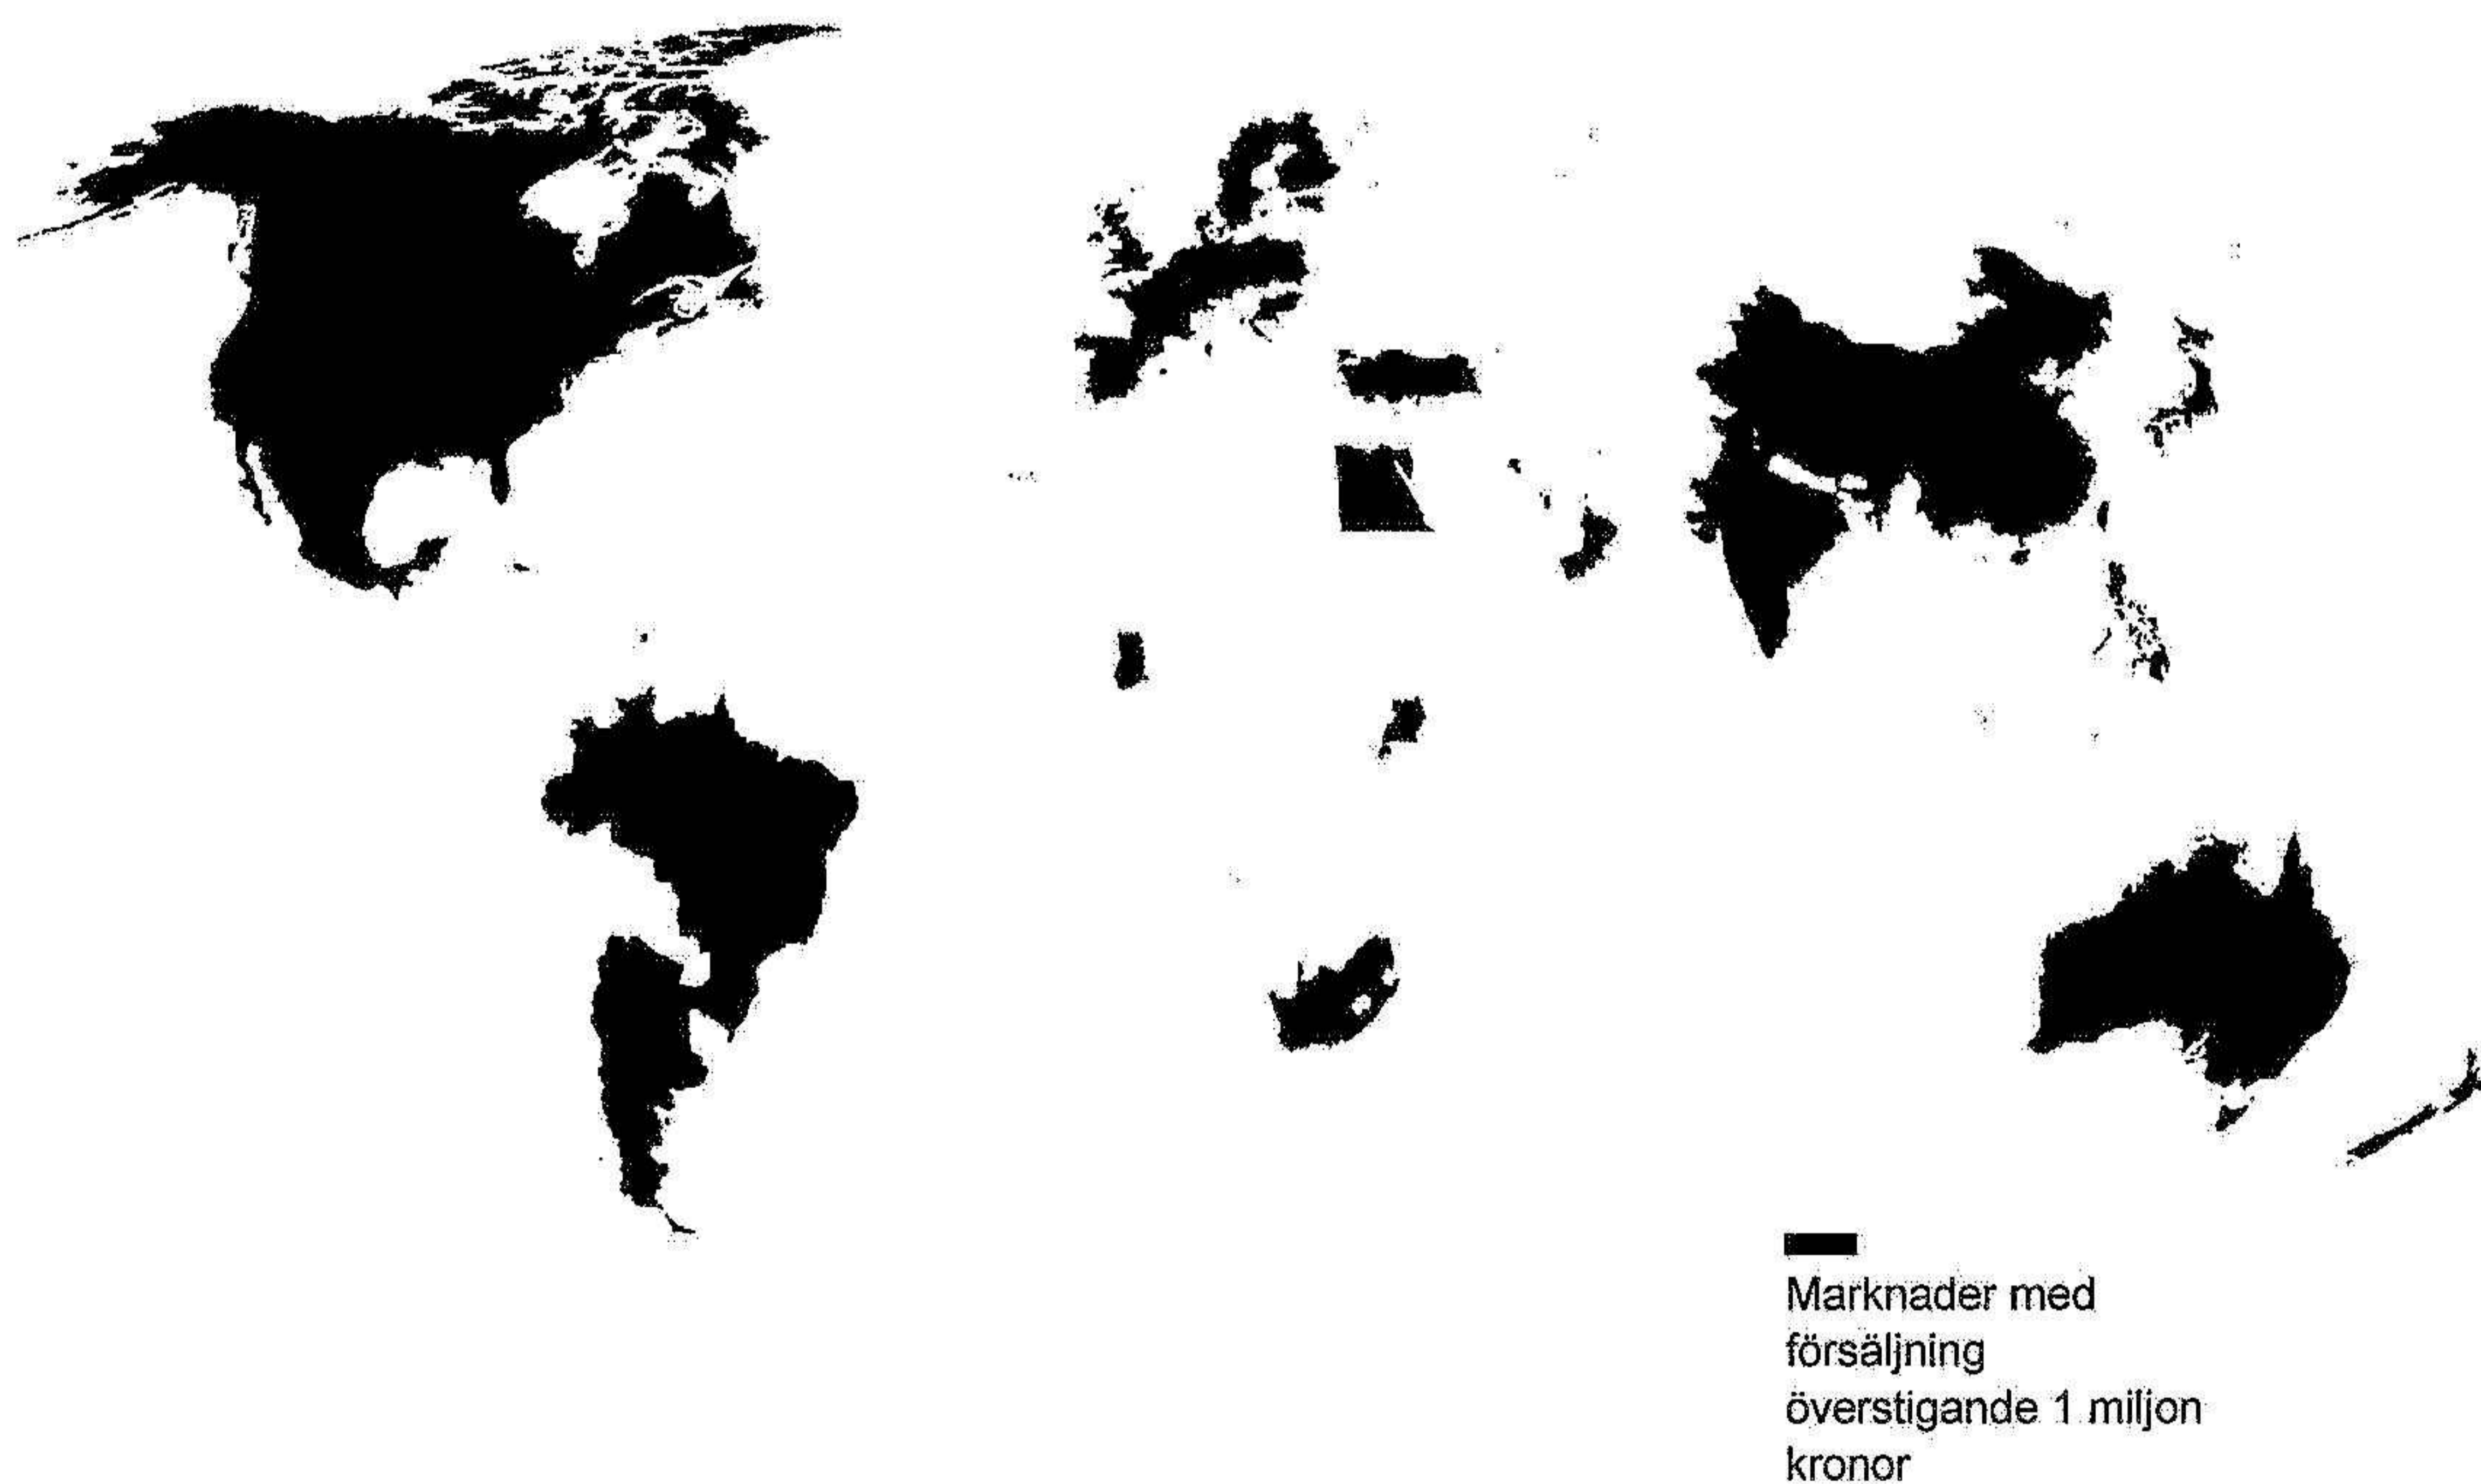 Marknader med
försäljning
överstigande 1 miljon
kronor